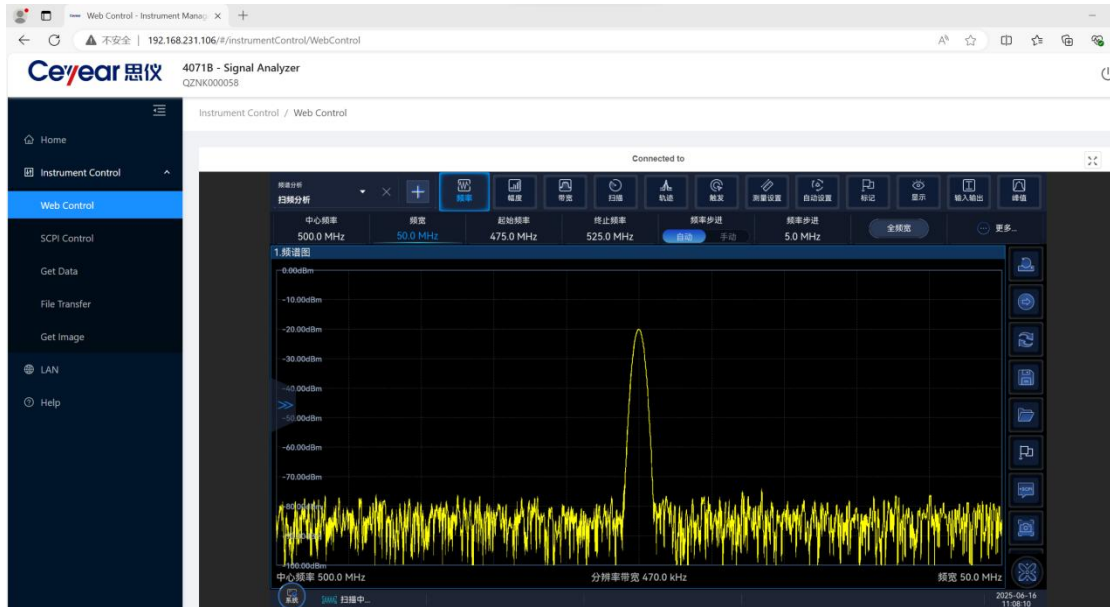 Web Control - Instrument Manag
不安全 | 192.168.231.106/#/instrumentControl/WebControl
Ceyear 思仪
4071B - Signal Analyzer
QZNK000058
Instrument Control / Web Control
Home
Instrument Control
Web Control
SCPI Control
Get Data
File Transfer
Get Image
LAN
Help
Connected to
频谱分析
扫频分析
频率 幅度 带宽 扫描 轨迹 触发 测量设置 自动设置 标记 显示 输入输出 峰值
中心频率 频宽 起始频率 终止频率 频率步进 频率步进
500.0 MHz 50.0 MHz 475.0 MHz 525.0 MHz 自动 手动 5.0 MHz 全频宽 更多...
1.频谱图
0.00dBm
-10.00dBm
-20.00dBm
-30.00dBm
-40.00dBm
-50.00dBm
-60.00dBm
-70.00dBm
-80.00dBm
-100.00dBm
中心频率 500.0 MHz 分辨率带宽 470.0 kHz 频宽 50.0 MHz
系统 扫描中...
2025-06-16
11:08:10